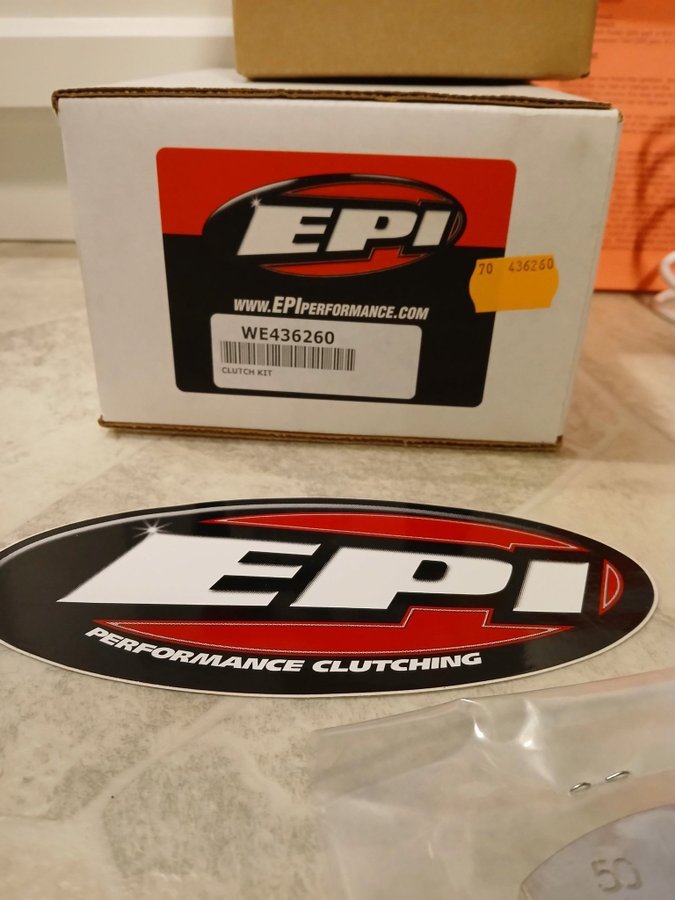 EPI
www.EPIPERFORMANCE.COM
70 436260
WE436260
CLUTCH KIT
EPI
PERFORMANCE CLUTCHING
50